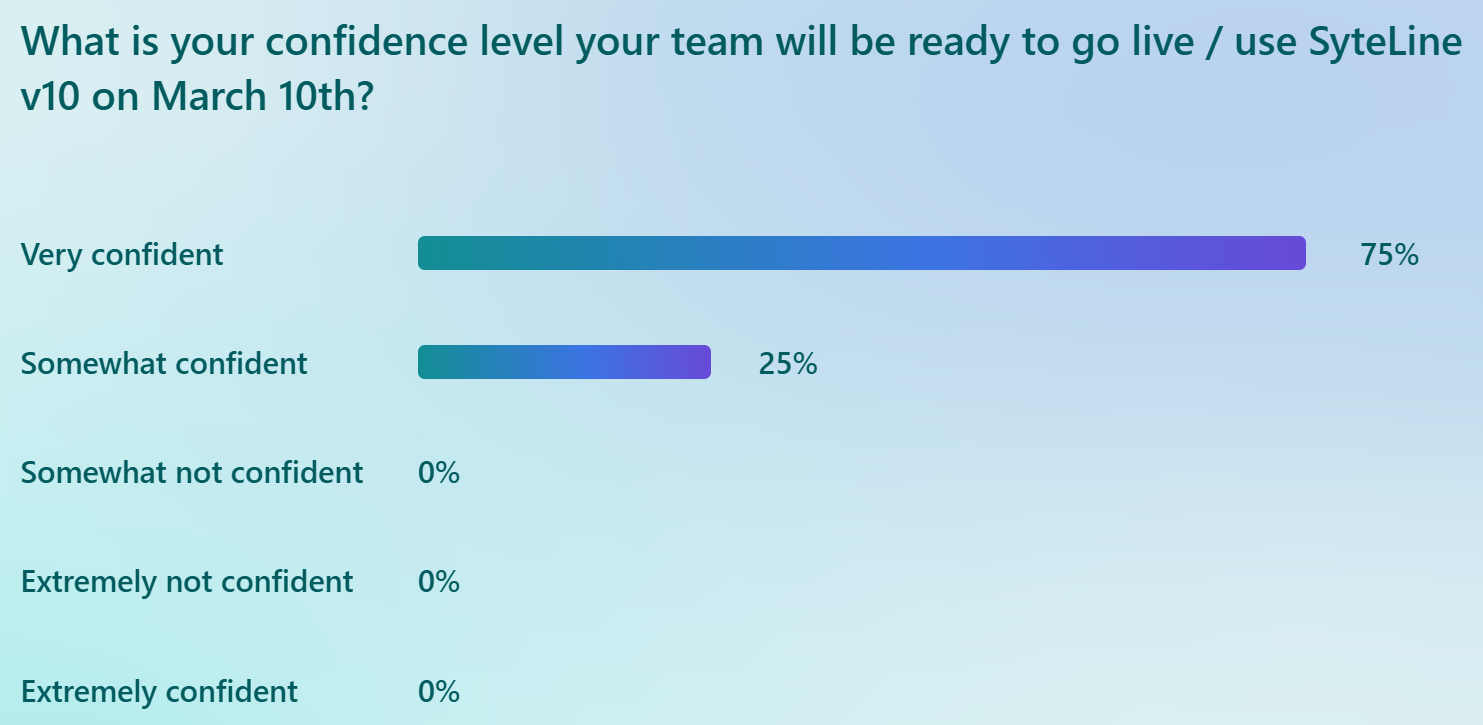 What is your confidence level your team will be ready to go live / use SyteLine
v10 on March 10th?
Very confident 75%
Somewhat confident 25%
Somewhat not confident 0%
Extremely not confident 0%
Extremely confident 0%